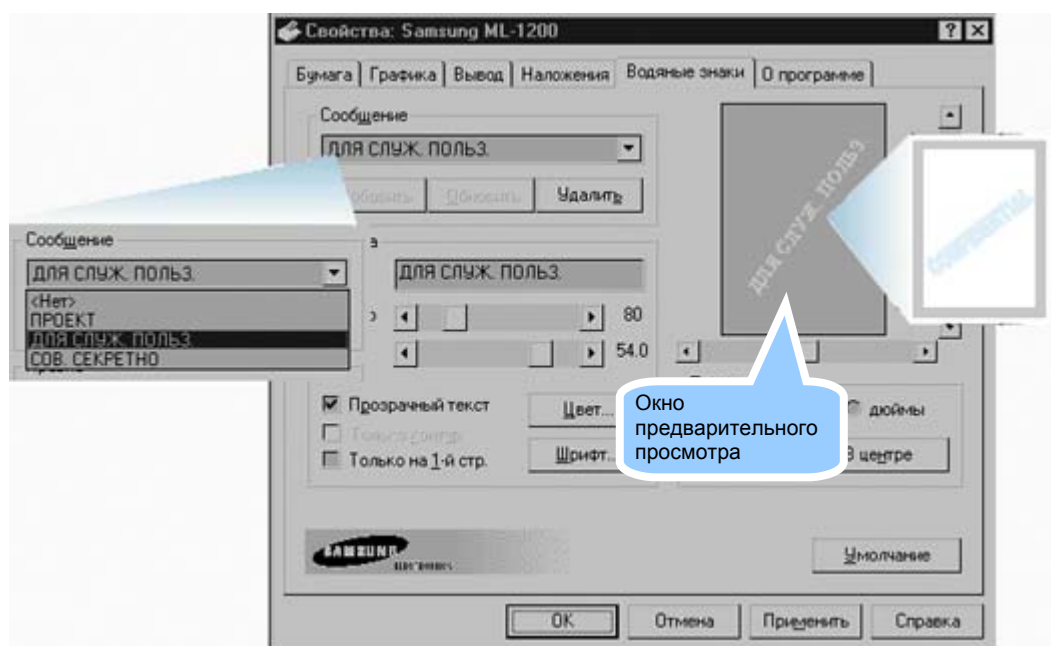 Свойства: Samsung ML-1200
Бумага Графика Вывод Наложения Водяные знаки О программе
Сообщение
ДЛЯ СЛУЖ. ПОЛЬЗ.
Обновить Удалить
ДЛЯ СЛУЖ. ПОЛЬЗ
CONFIDENTIAL
Сообщение
ДЛЯ СЛУЖ. ПОЛЬЗ.
<Нет>
ПРОЕКТ
ДЛЯ СЛУЖ. ПОЛЬЗ.
СОВ. СЕКРЕТНО
ДЛЯ СЛУЖ. ПОЛЬЗ.
80
54.0
Окно
предварительного
просмотра
Прозрачный текст Цвет... дюймы
Только контур
Только на 1-й стр. Шрифт... В центре
SAMSUNG
ELECTRONICS
Умолчание
OK Отмена Применить Справка